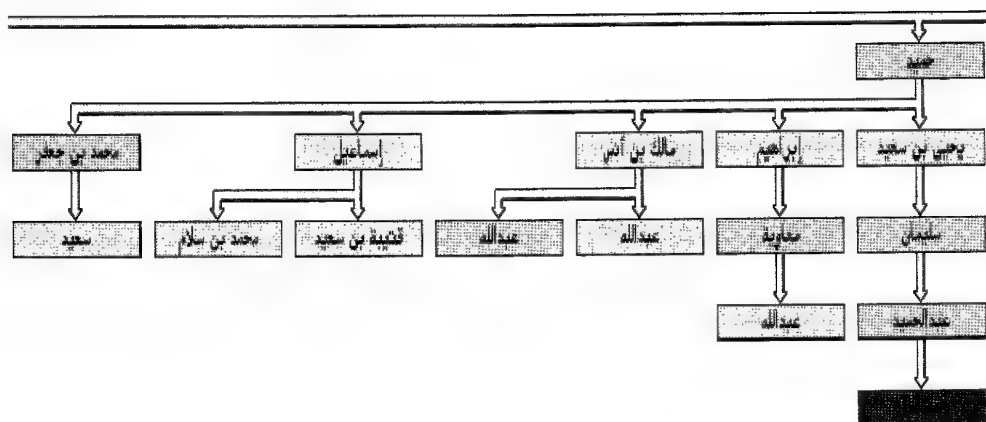 حميد
يحيى بن سعيد
إبراهيم
مالك بن أنس
إسماعيل
محمد بن جعفر
سليمان
معاوية
عبدالله
عبدالله
قتيبة بن سعيد
محمد بن سلام
سعيد
عبدالحميد
عبدالله